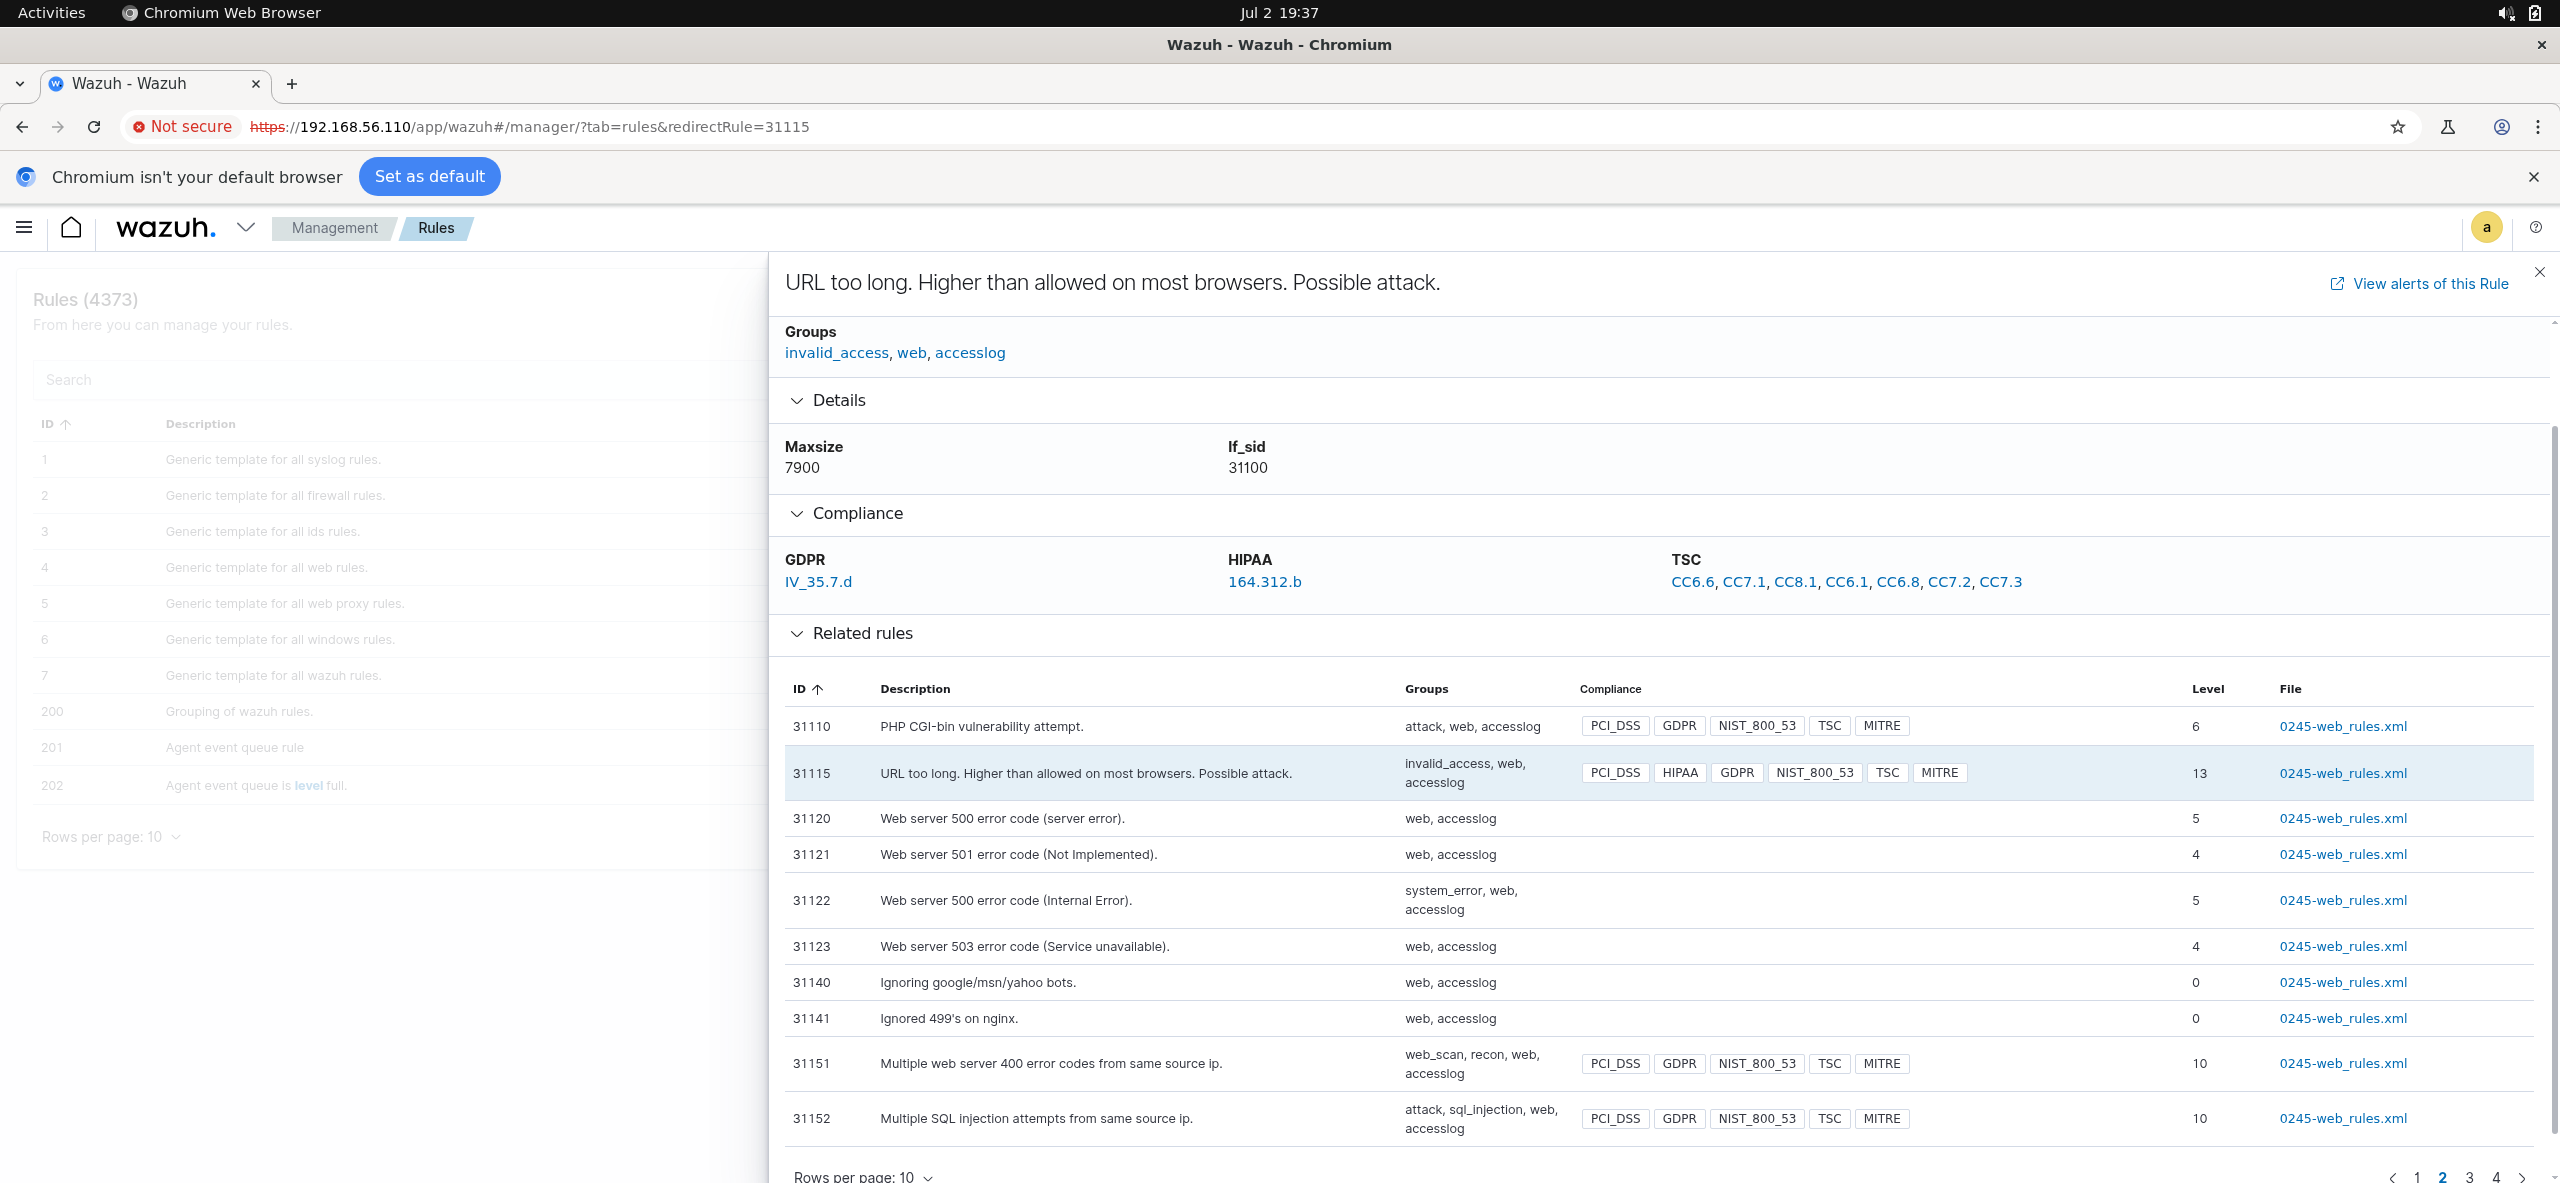 Activities Chromium Web Browser Jul 2 19:37
Wazuh - Wazuh - Chromium
Wazuh - Wazuh
Not secure https://192.168.56.110/app/wazuh#/manager/?tab=rules&redirectRule=31115
Chromium isn't your default browser Set as default
wazuh. Management Rules a
URL too long. Higher than allowed on most browsers. Possible attack. View alerts of this Rule
Rules (4373)
From here you can manage your rules.
Search
ID Description
1 Generic template for all syslog rules.
2 Generic template for all firewall rules.
3 Generic template for all ids rules.
4 Generic template for all web rules.
5 Generic template for all web proxy rules.
6 Generic template for all windows rules.
7 Generic template for all wazuh rules.
200 Grouping of wazuh rules.
201 Agent event queue rule
202 Agent event queue is level full.
Rows per page: 10
Groups
invalid_access, web, accesslog
Details
Maxsize If_sid
7900 31100
Compliance
GDPR HIPAA TSC
IV_35.7.d 164.312.b CC6.6, CC7.1, CC8.1, CC6.1, CC6.8, CC7.2, CC7.3
Related rules
ID Description Groups Compliance Level File
31110 PHP CGI-bin vulnerability attempt. attack, web, accesslog PCI_DSS GDPR NIST_800_53 TSC MITRE 6 0245-web_rules.xml
31115 URL too long. Higher than allowed on most browsers. Possible attack. invalid_access, web, accesslog PCI_DSS HIPAA GDPR NIST_800_53 TSC MITRE 13 0245-web_rules.xml
31120 Web server 500 error code (server error). web, accesslog 5 0245-web_rules.xml
31121 Web server 501 error code (Not Implemented). web, accesslog 4 0245-web_rules.xml
31122 Web server 500 error code (Internal Error). system_error, web, accesslog 5 0245-web_rules.xml
31123 Web server 503 error code (Service unavailable). web, accesslog 4 0245-web_rules.xml
31140 Ignoring google/msn/yahoo bots. web, accesslog 0 0245-web_rules.xml
31141 Ignored 499's on nginx. web, accesslog 0 0245-web_rules.xml
31151 Multiple web server 400 error codes from same source ip. web_scan, recon, web, accesslog PCI_DSS GDPR NIST_800_53 TSC MITRE 10 0245-web_rules.xml
31152 Multiple SQL injection attempts from same source ip. attack, sql_injection, web, accesslog PCI_DSS GDPR NIST_800_53 TSC MITRE 10 0245-web_rules.xml
Rows per page: 10 1 2 3 4